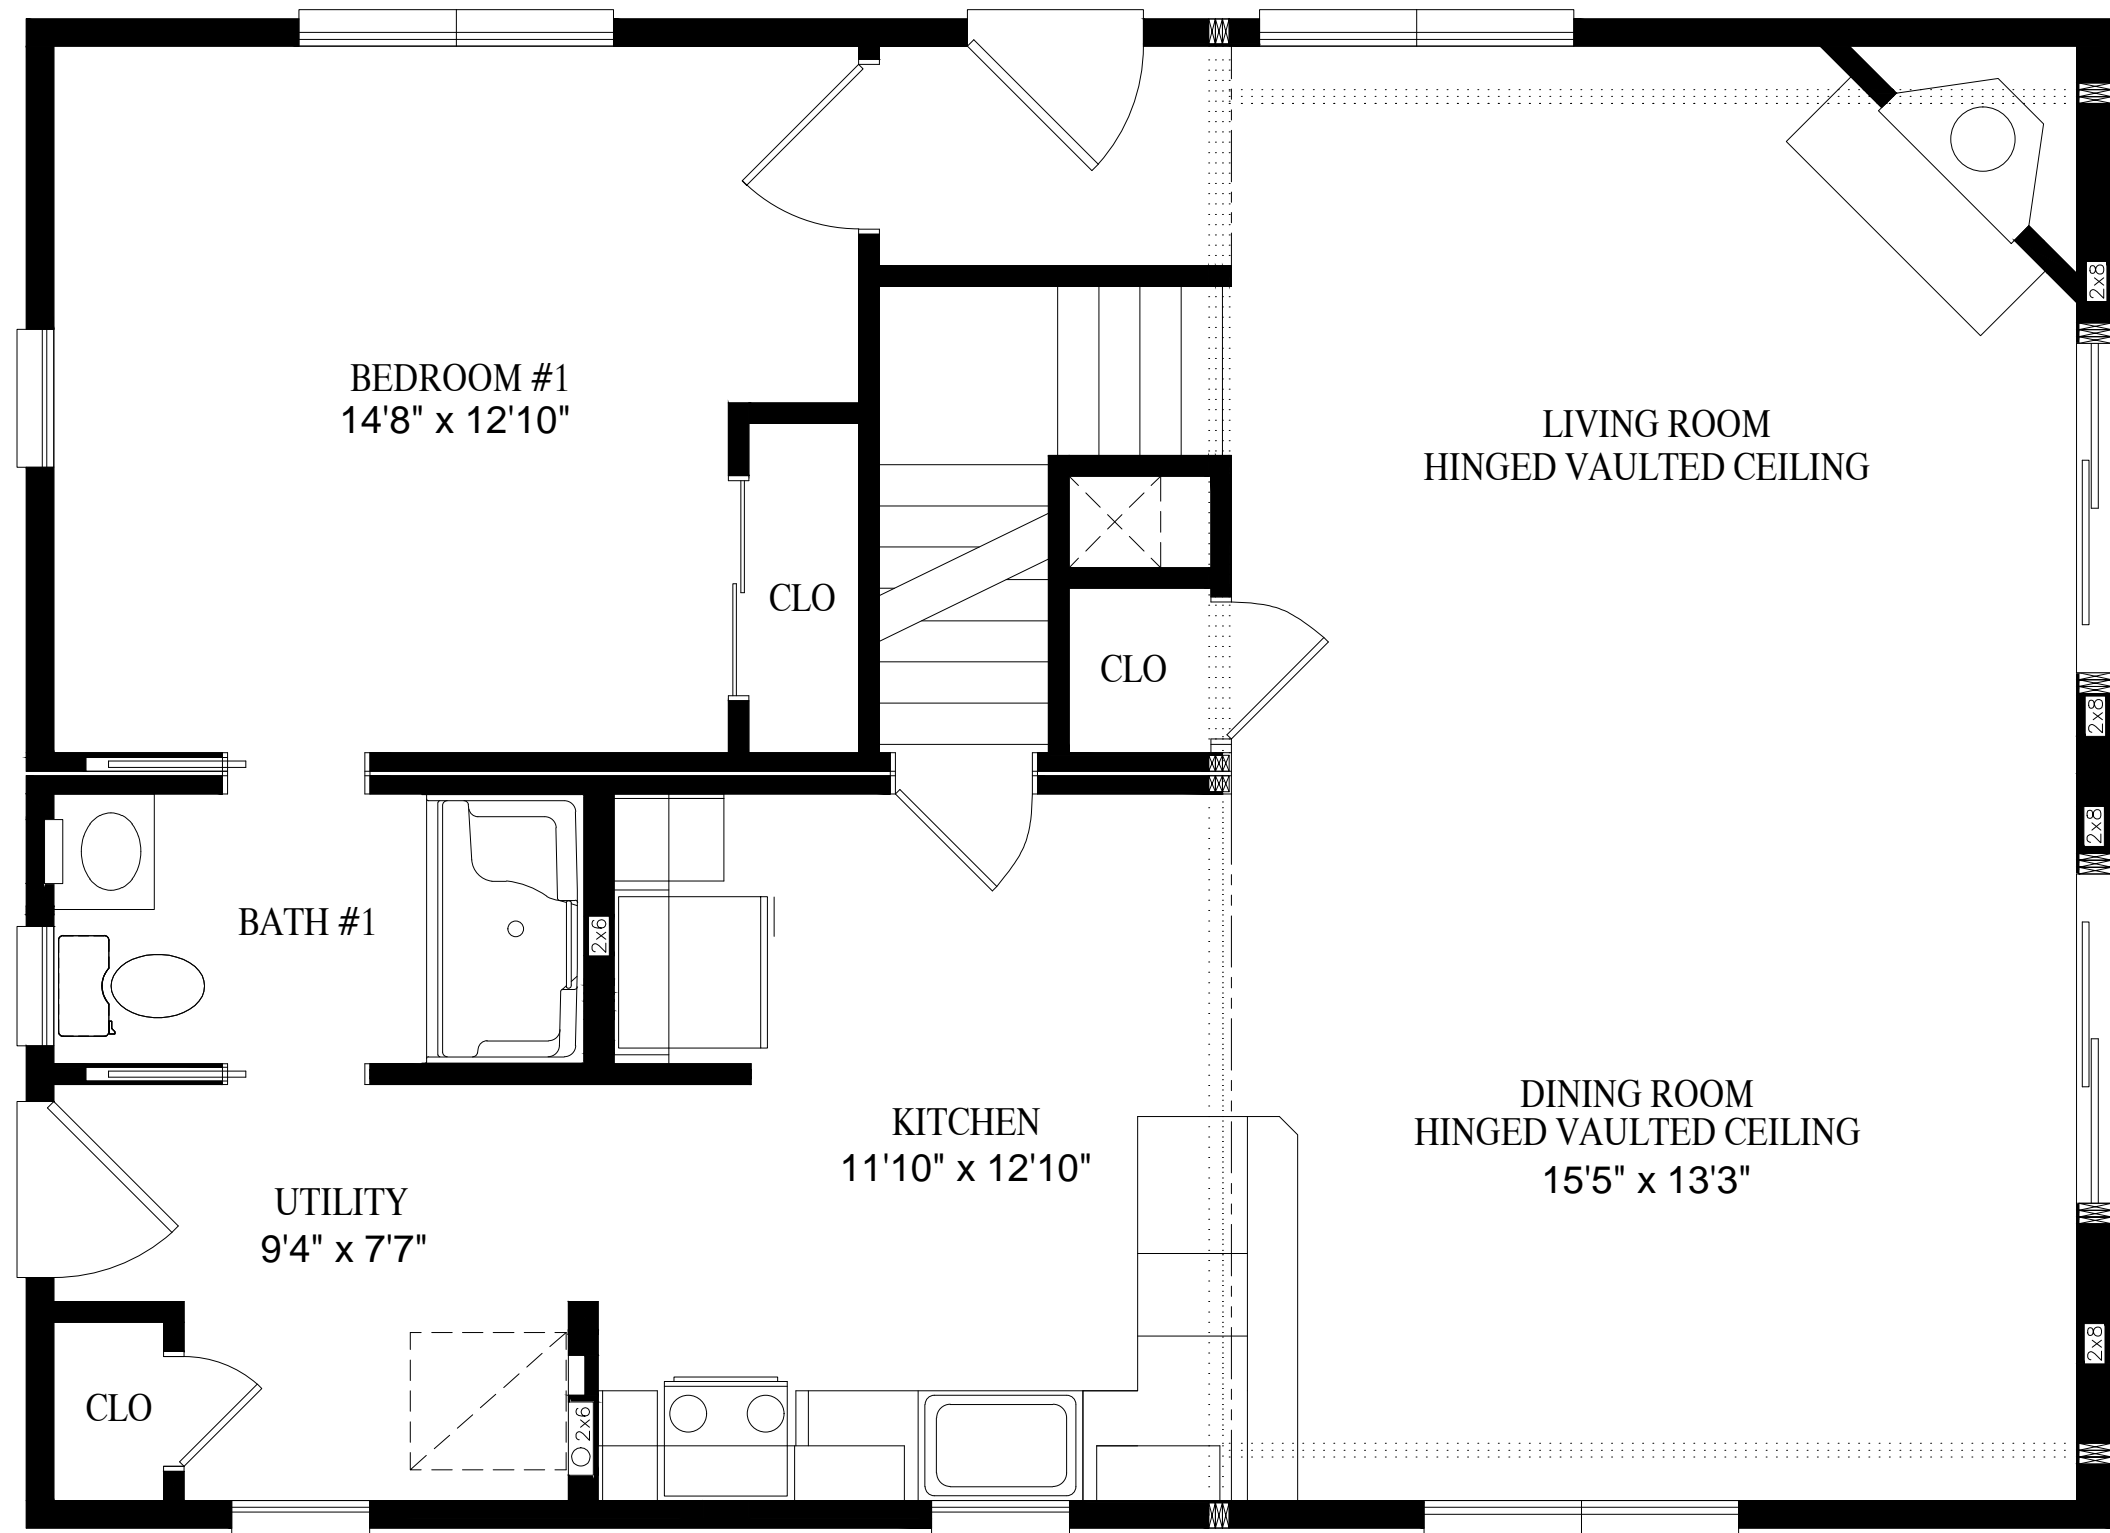 2x8
BEDROOM #1
14'8" x 12'10"
LIVING ROOM
HINGED VAULTED CEILING
CLO
CLO
2x8
2x8
BATH #1
2x6
DINING ROOM
HINGED VAULTED CEILING
15'5" x 13'3"
KITCHEN
11'10" x 12'10"
UTILITY
9'4" x 7'7"
2x8
CLO
2x6